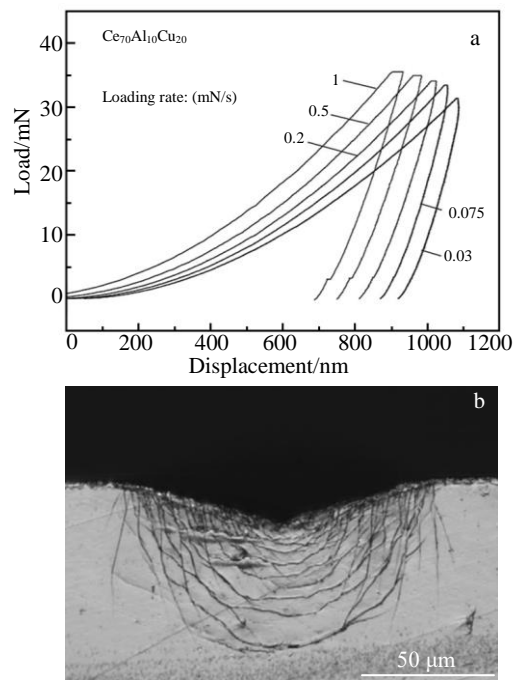 a
Ce70Al10Cu20
Loading rate: (mN/s)
1
0.5
0.2
0.075
0.03
Load/mN
40
30
20
10
0
0 200 400 600 800 1000 1200
Displacement/nm
b
50 μm